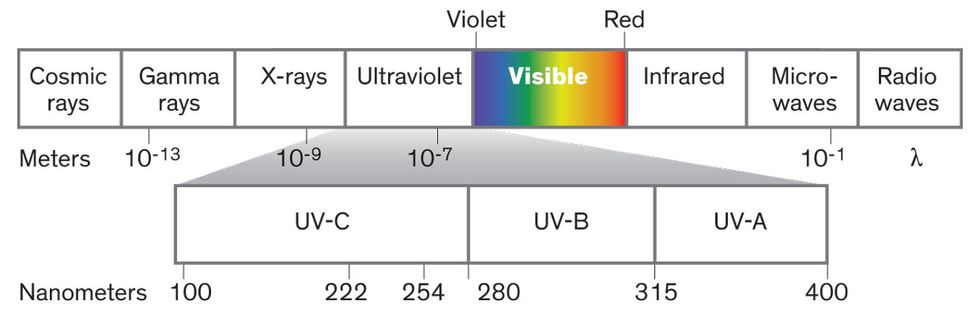 Violet Red
Cosmic rays Gamma rays X-rays Ultraviolet Visible Infrared Micro-waves Radio waves
Meters 10-13 10-9 10-7 10-1 λ
UV-C UV-B UV-A
Nanometers 100 222 254 280 315 400